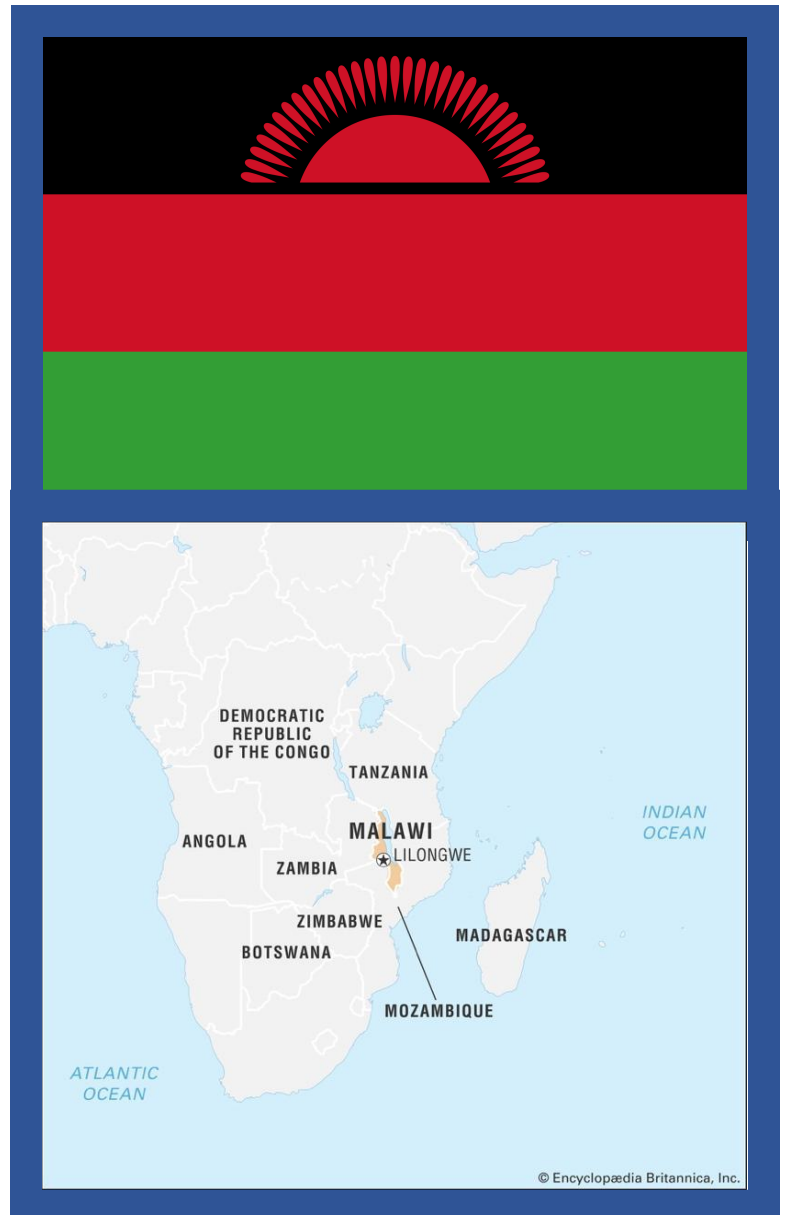 DEMOCRATIC
REPUBLIC
OF THE CONGO
TANZANIA
MALAWI
INDIAN
OCEAN
ANGOLA
LILONGWE
ZAMBIA
ZIMBABWE
MADAGASCAR
BOTSWANA
MOZAMBIQUE
ATLANTIC
OCEAN
© Encyclopædia Britannica, Inc.